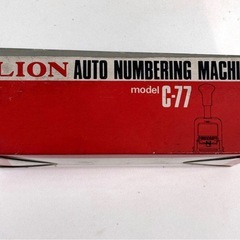 LION AUTO NUMBERING MACHI
model C-77